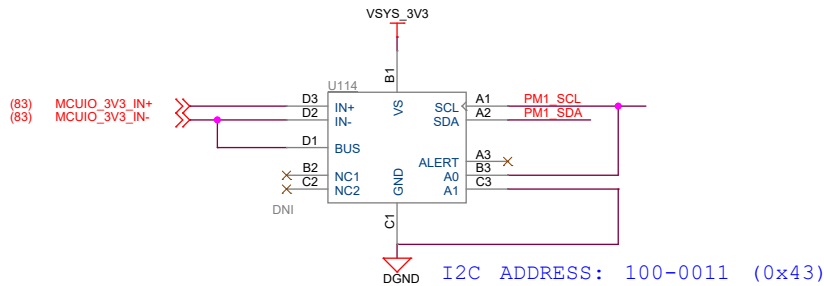 VSYS_3V3
B1
U114
(83) MCUIO_3V3_IN+ D3 IN+ VS SCL A1 PM1_SCL
(83) MCUIO_3V3_IN- D2 IN- SDA A2 PM1_SDA
D1 BUS
ALERT A3
B2 NC1 A0 B3
C2 NC2 GND A1 C3
DNI
C1
DGND
I2C ADDRESS: 100-0011 (0x43)